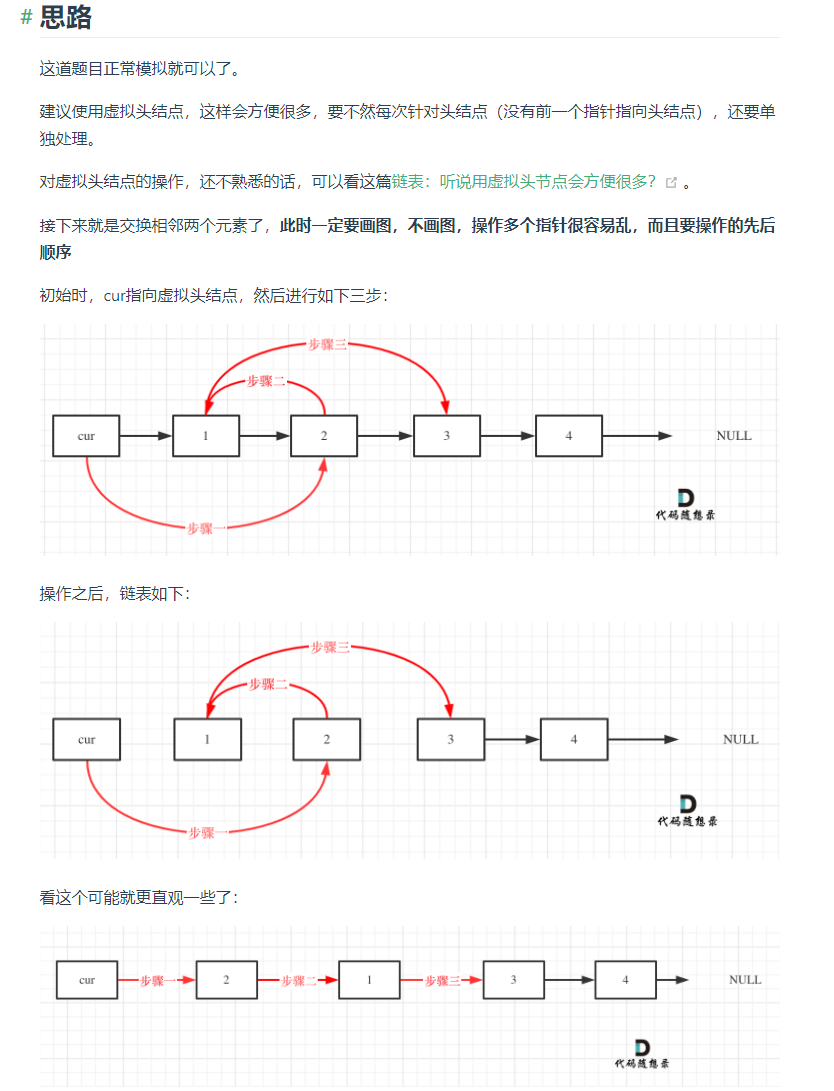 # 思路
这道题目正常模拟就可以了。
建议使用虚拟头结点，这样会方便很多，要不然每次针对头结点（没有前一个指针指向头结点），还要单
独处理。
对虚拟头结点的操作，还不熟悉的话，可以看这篇链表：听说用虚拟头节点会方便很多？ 。
接下来就是交换相邻两个元素了，此时一定要画图，不画图，操作多个指针很容易乱，而且要操作的先后
顺序
初始时，cur指向虚拟头结点，然后进行如下三步：
步骤三
步骤二
cur 1 2 3 4 NULL
步骤一
代码随想录
操作之后，链表如下：
步骤三
步骤二
cur 1 2 3 4 NULL
步骤一
代码随想录
看这个可能就更直观一些了：
cur 步骤一 2 步骤二 1 步骤三 3 4 NULL
代码随想录